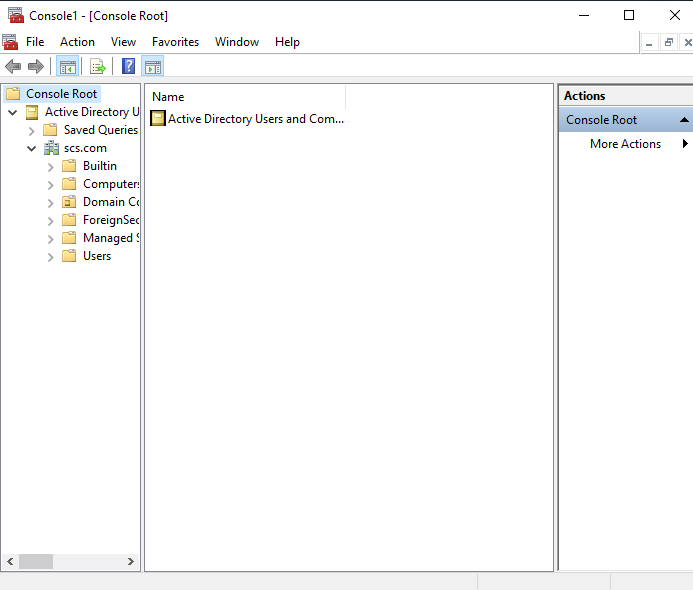 Console1 - [Console Root]
File Action View Favorites Window Help
Console Root
Active Directory U
Saved Queries
scs.com
Builtin
Computers
Domain Co
ForeignSec
Managed S
Users
Name
Active Directory Users and Com...
Actions
Console Root
More Actions